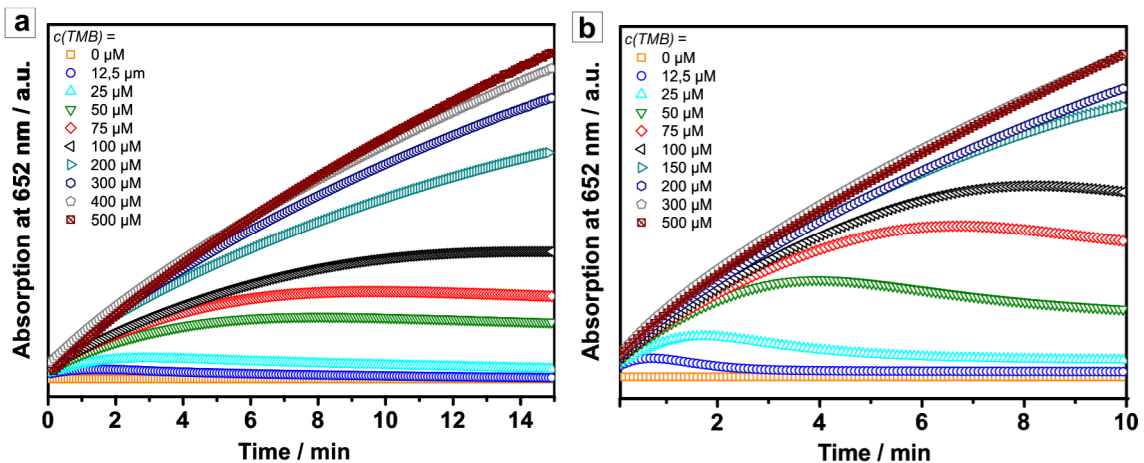 a
Absorption at 652 nm / a.u.
c(TMB) =
0 µM
12,5 µm
25 µM
50 µM
75 µM
100 µM
200 µM
300 µM
400 µM
500 µM
0 2 4 6 8 10 12 14
Time / min
b
Absorption at 652 nm / a.u.
c(TMB) =
0 µM
12,5 µM
25 µM
50 µM
75 µM
100 µM
150 µM
200 µM
300 µM
500 µM
2 4 6 8 10
Time / min